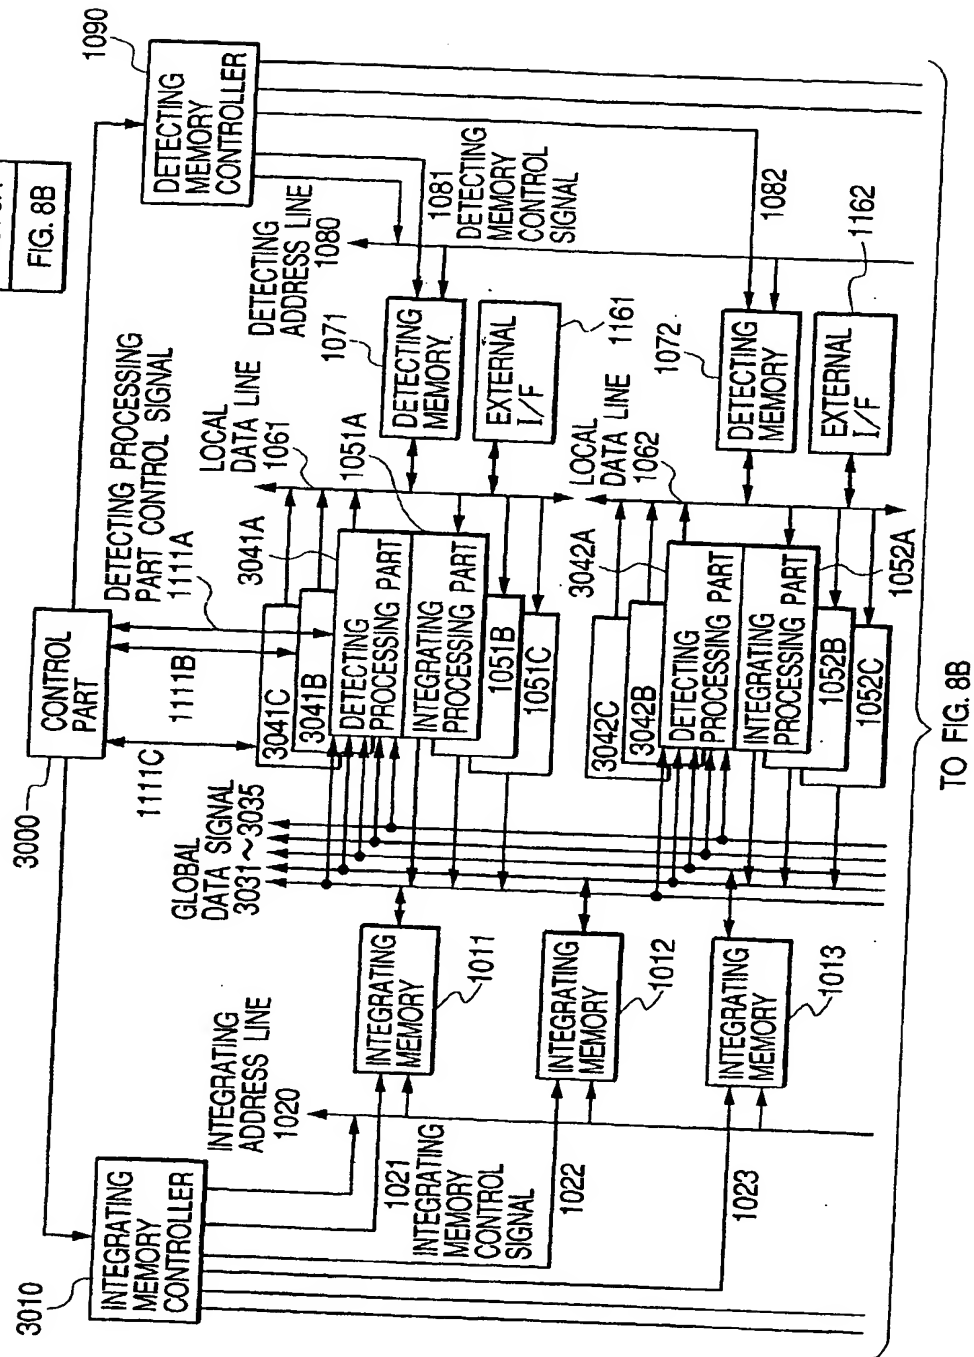 FIG. 8B
3010
INTEGRATING
MEMORY
CONTROLLER
3000
CONTROL
PART
1090
DETECTING
MEMORY
CONTROLLER
INTEGRATING
ADDRESS LINE
1020
GLOBAL
DATA SIGNAL
3031~3035
1111C
1111B
DETECTING PROCESSING
PART CONTROL SIGNAL
1111A
LOCAL
DATA LINE
1061
DETECTING
ADDRESS LINE
1080
1021
INTEGRATING
MEMORY
CONTROL
SIGNAL
1022
1023
INTEGRATING
MEMORY
1011
INTEGRATING
MEMORY
1012
INTEGRATING
MEMORY
1013
3041C
3041B
3041A
DETECTING
PROCESSING PART
INTEGRATING
PROCESSING PART
1051A
1051B
1051C
1071
DETECTING
MEMORY
EXTERNAL
I/F
1161
1081
DETECTING
MEMORY
CONTROL
SIGNAL
1082
3042C
3042B
3042A
DETECTING
PROCESSING PART
INTEGRATING
PROCESSING PART
1052A
1052B
1052C
LOCAL
DATA LINE
1062
1072
DETECTING
MEMORY
EXTERNAL
I/F
1162
TO FIG. 8B